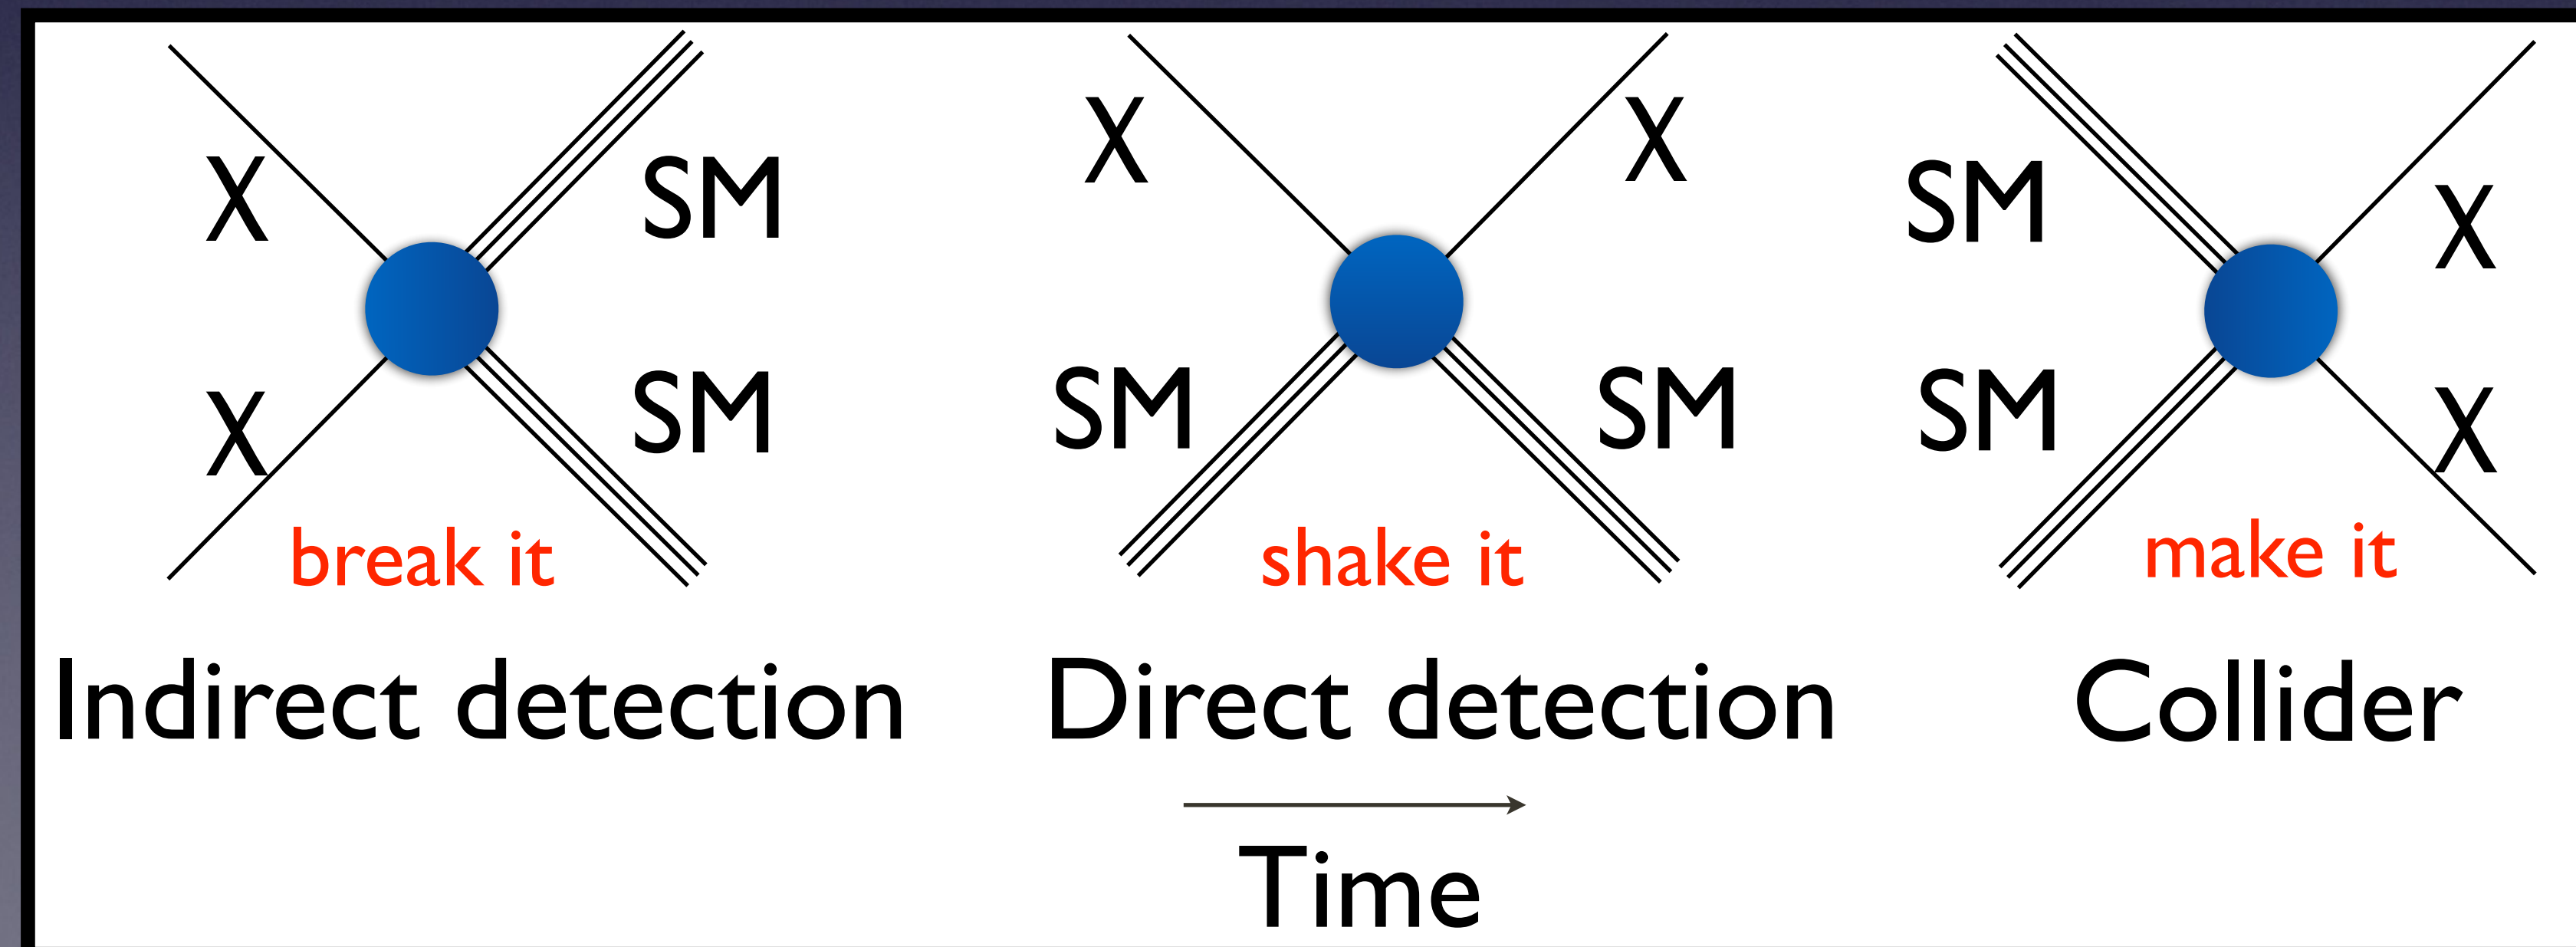 X
SM
X
SM
break it
Indirect detection
X
X
SM
SM
shake it
Direct detection
SM
X
SM
X
make it
Collider
Time